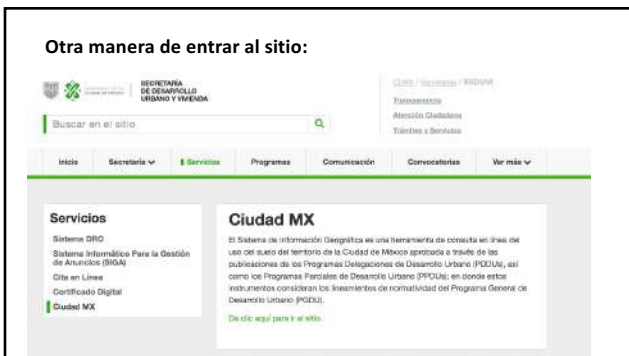 Otra manera de entrar al sitio:
SECRETARÍA
DE DESARROLLO
URBANO Y VIVIENDA
CDMX / Secretarías / SEDUVI
Transparencia
Atención Ciudadana
Trámites y Servicios
Buscar en el sitio
Inicio Secretaría Servicios Programas Comunicación Convocatorias Ver más
Servicios
Sistema DRO
Sistema Informático Para la Gestión
de Anuncios (SIGA)
Cita en Línea
Certificado Digital
Ciudad MX
Ciudad MX
El Sistema de Información Geográfica es una herramienta de consulta en línea del
uso del suelo del territorio de la Ciudad de México aprobada a través de las
publicaciones de los Programas Delegaciones de Desarrollo Urbano (PDDUs), así
como los Programas Parciales de Desarrollo Urbano (PPDUs); en donde estos
instrumentos consideran los lineamientos de normatividad del Programa General de
Desarrollo Urbano (PGDU).
Da clic aquí para ir al sitio.